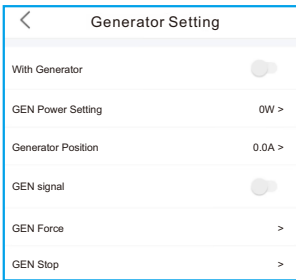 Generator Setting
With Generator
GEN Power Setting 0W >
Generator Position 0.0A >
GEN signal
GEN Force >
GEN Stop >